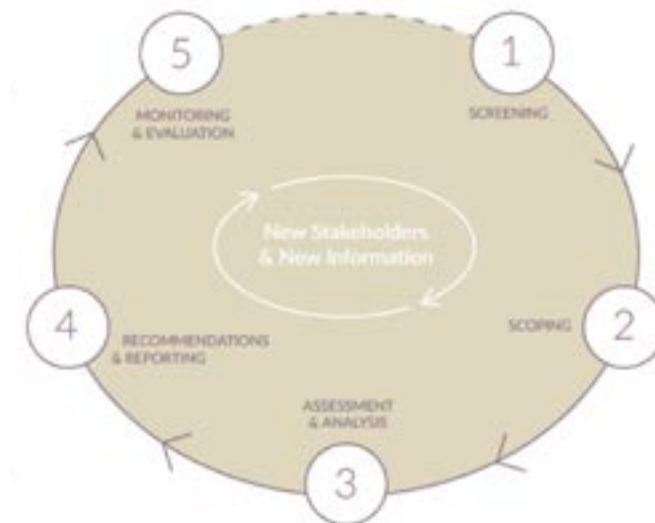 5
1
MONITORING
& EVALUATION
SCREENING
New Stakeholders
& New Information
4
RECOMMENDATIONS
& REPORTING
SCOPING
2
ASSESSMENT
& ANALYSIS
3